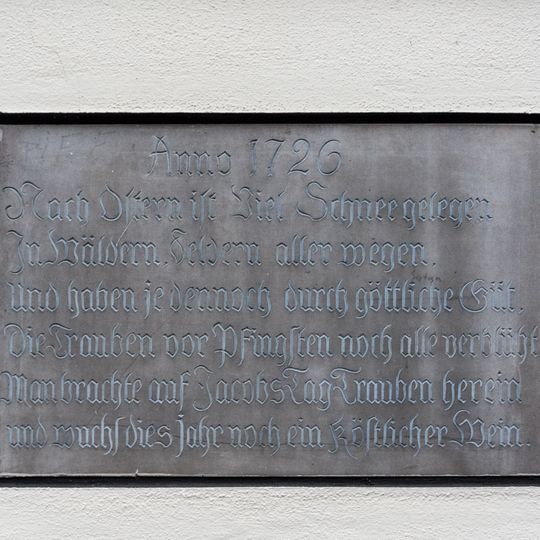 Anno 1726
Nach Ostern ist Viel Schnee gelegen
In Wäldern, Feldern aller wegen,
Und haben je dennoch durch göttliche Güt,
Die Trauben vor Pfingsten noch alle verblüht
Man brachte auf Jacobs Tag Trauben herein
und wuchs dies Jahr noch ein Köstlicher Wein.